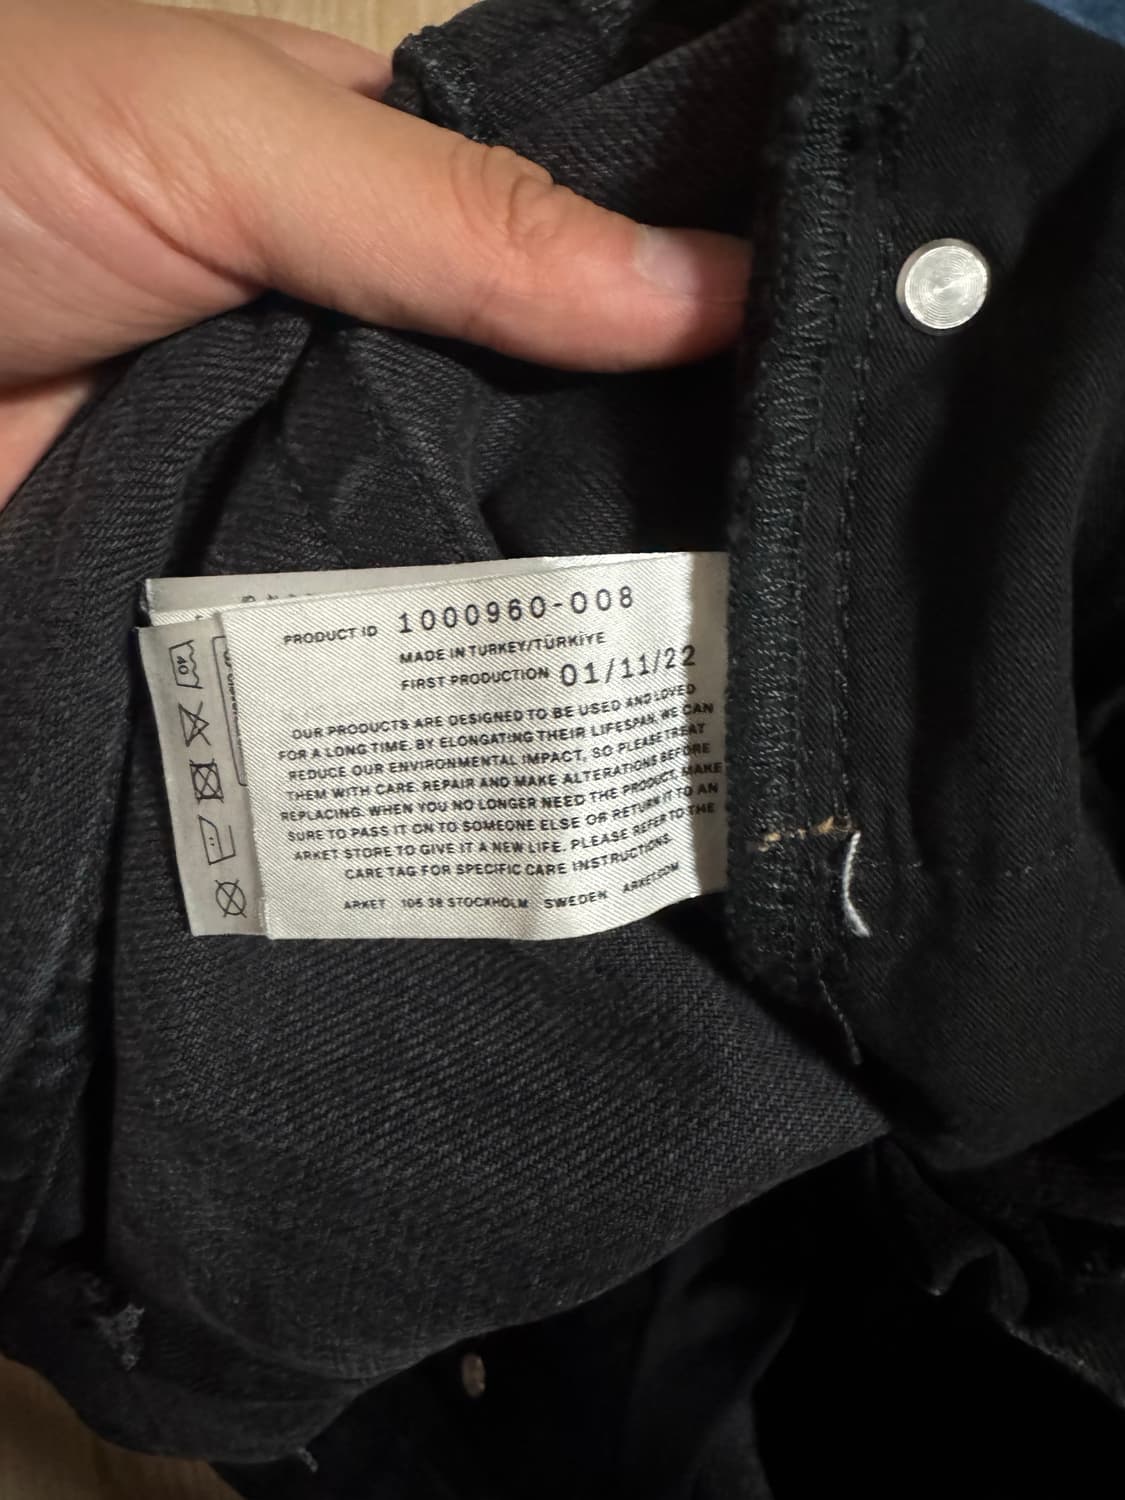 PRODUCT ID 1000960-008
MADE IN TURKEY/TÜRKİYE
FIRST PRODUCTION 01/11/22
OUR PRODUCTS ARE DESIGNED TO BE USED AND LOVED
FOR A LONG TIME. BY ELONGATING THEIR LIFESPAN, WE CAN
REDUCE OUR ENVIRONMENTAL IMPACT, SO PLEASE TREAT
THEM WITH CARE. REPAIR AND MAKE ALTERATIONS BEFORE
REPLACING. WHEN YOU NO LONGER NEED THE PRODUCT, MAKE
SURE TO PASS IT ON TO SOMEONE ELSE OR RETURN IT TO AN
ARKET STORE TO GIVE IT A NEW LIFE. PLEASE REFER TO THE
CARE TAG FOR SPECIFIC CARE INSTRUCTIONS.
ARKET 106 38 STOCKHOLM SWEDEN ARKET.COM
40